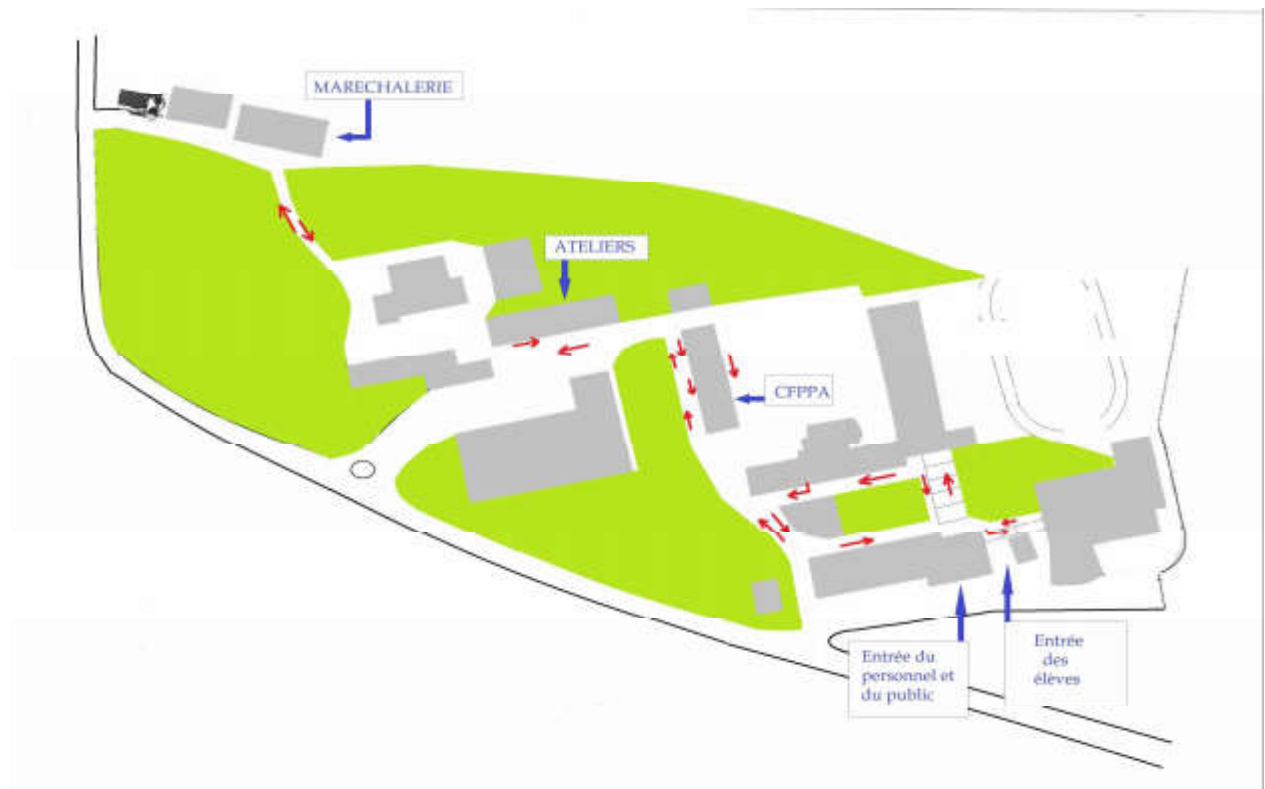 MARECHALERIE
ATELIERS
CFPPA
Entrée du
personnel et
du public
Entrée
des
élèves